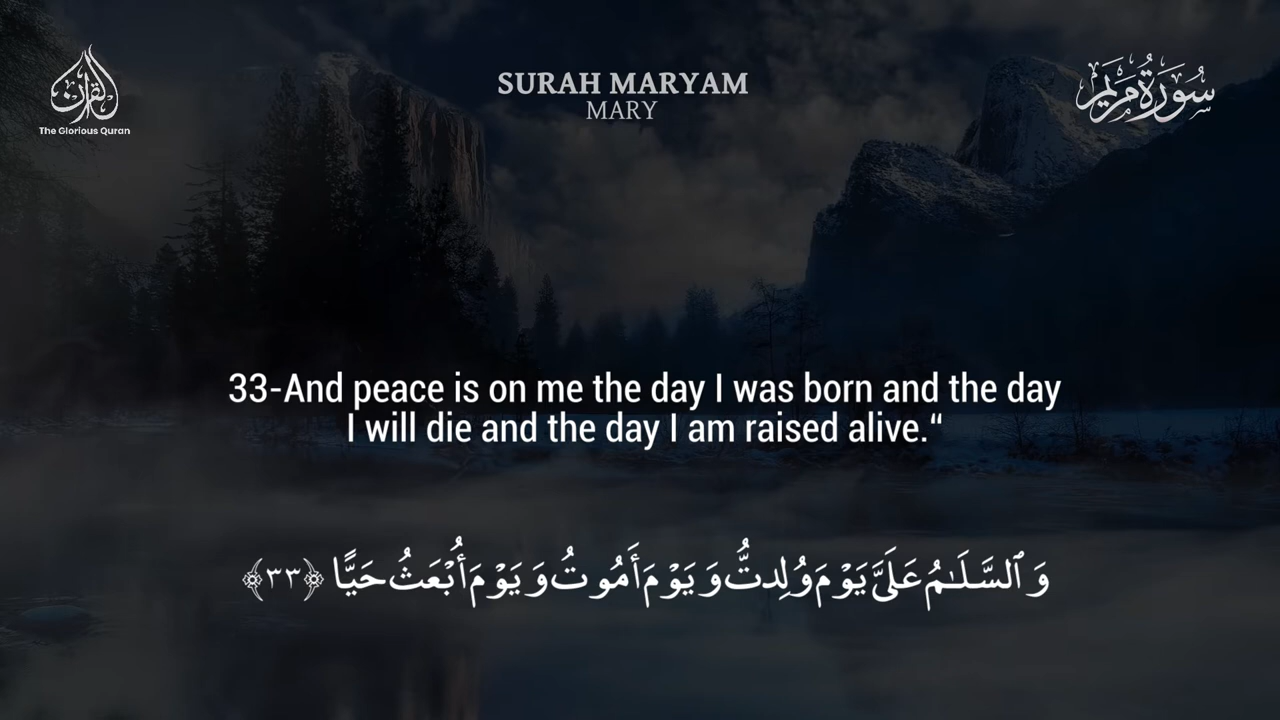 القرآن
The Glorious Quran
SURAH MARYAM
MARY
سُورَةُ مَرْيَم
33-And peace is on me the day I was born and the day
I will die and the day I am raised alive.“
وَٱلسَّلَـٰمُ عَلَىَّ يَوْمَ وُلِدتُّ وَيَوْمَ أَمُوتُ وَيَوْمَ أُبْعَثُ حَيًّا ﴿٣٣﴾